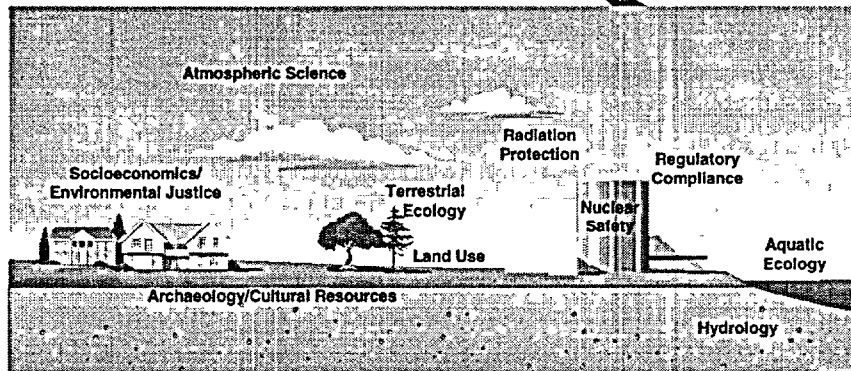 Atmospheric Science
Radiation
Protection
Regulatory
Compliance
Socioeconomics/
Environmental Justice
Terrestrial
Ecology
Nuclear
Safety
Land Use
Aquatic
Ecology
Archaeology/Cultural Resources
Hydrology